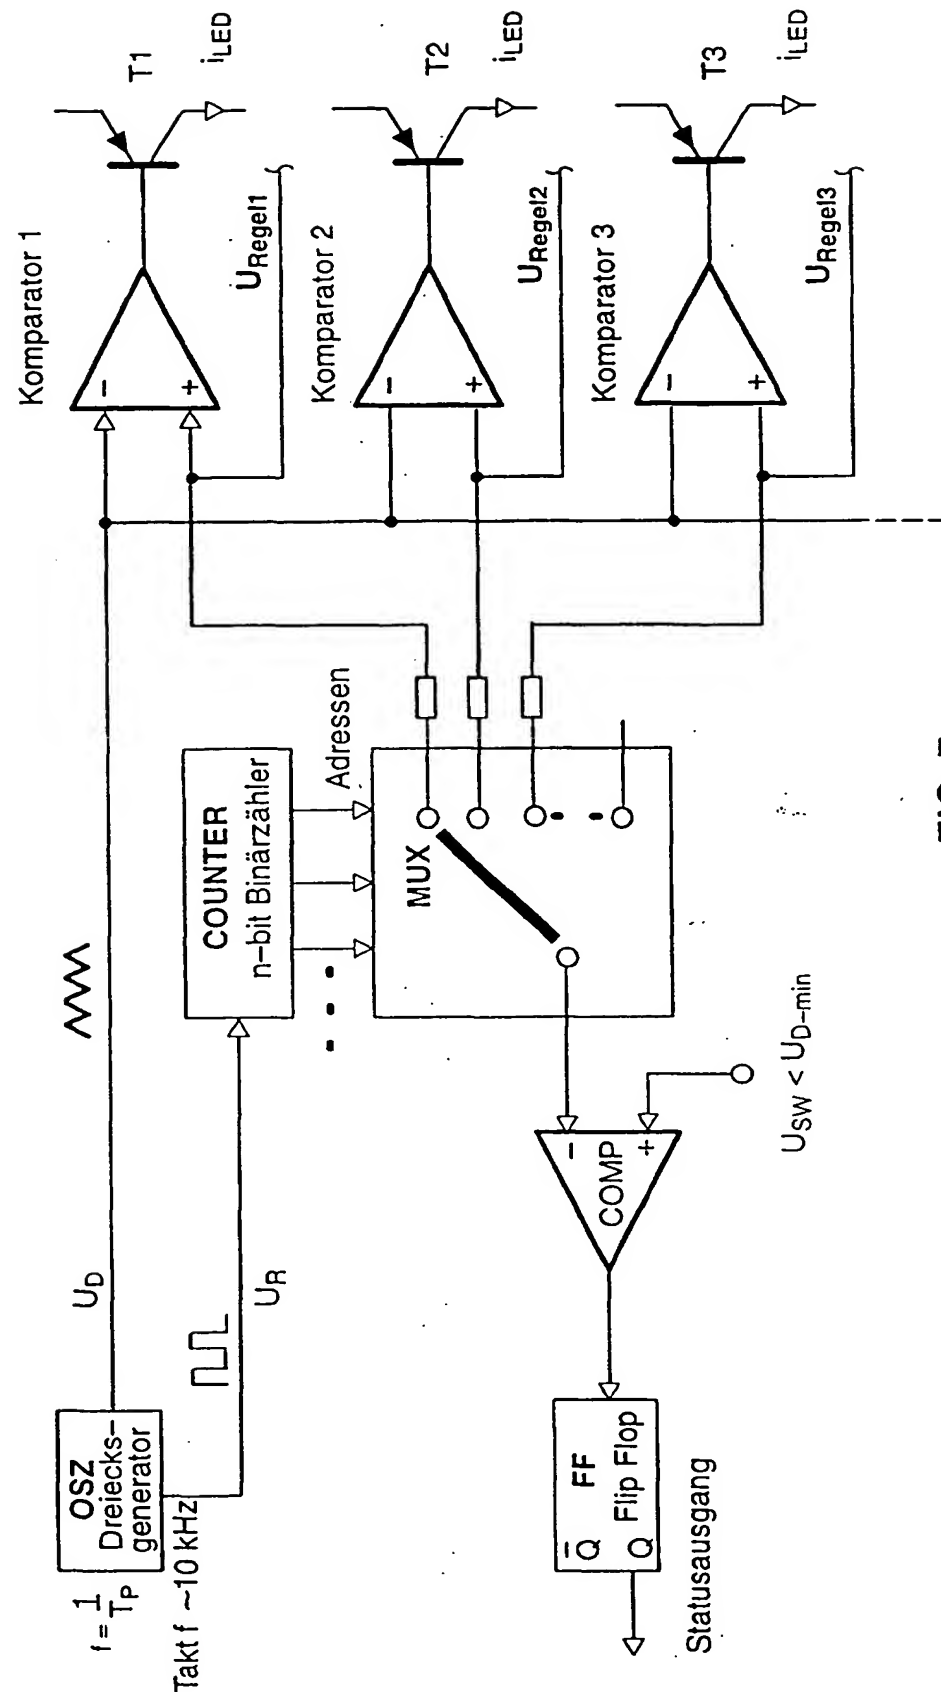 OSZ
Dreiecks-
generator
f = 1/TP
Takt f ~10 kHz
UD
UR
COUNTER
n-bit Binärzähler
Adressen
MUX
COMP
-
+
USW < UD-min
FF
Flip Flop
Q̅
Q
Statusausgang
Komparator 1
-
+
T1
iLED
URegel1
Komparator 2
-
+
T2
iLED
URegel2
Komparator 3
-
+
T3
iLED
URegel3